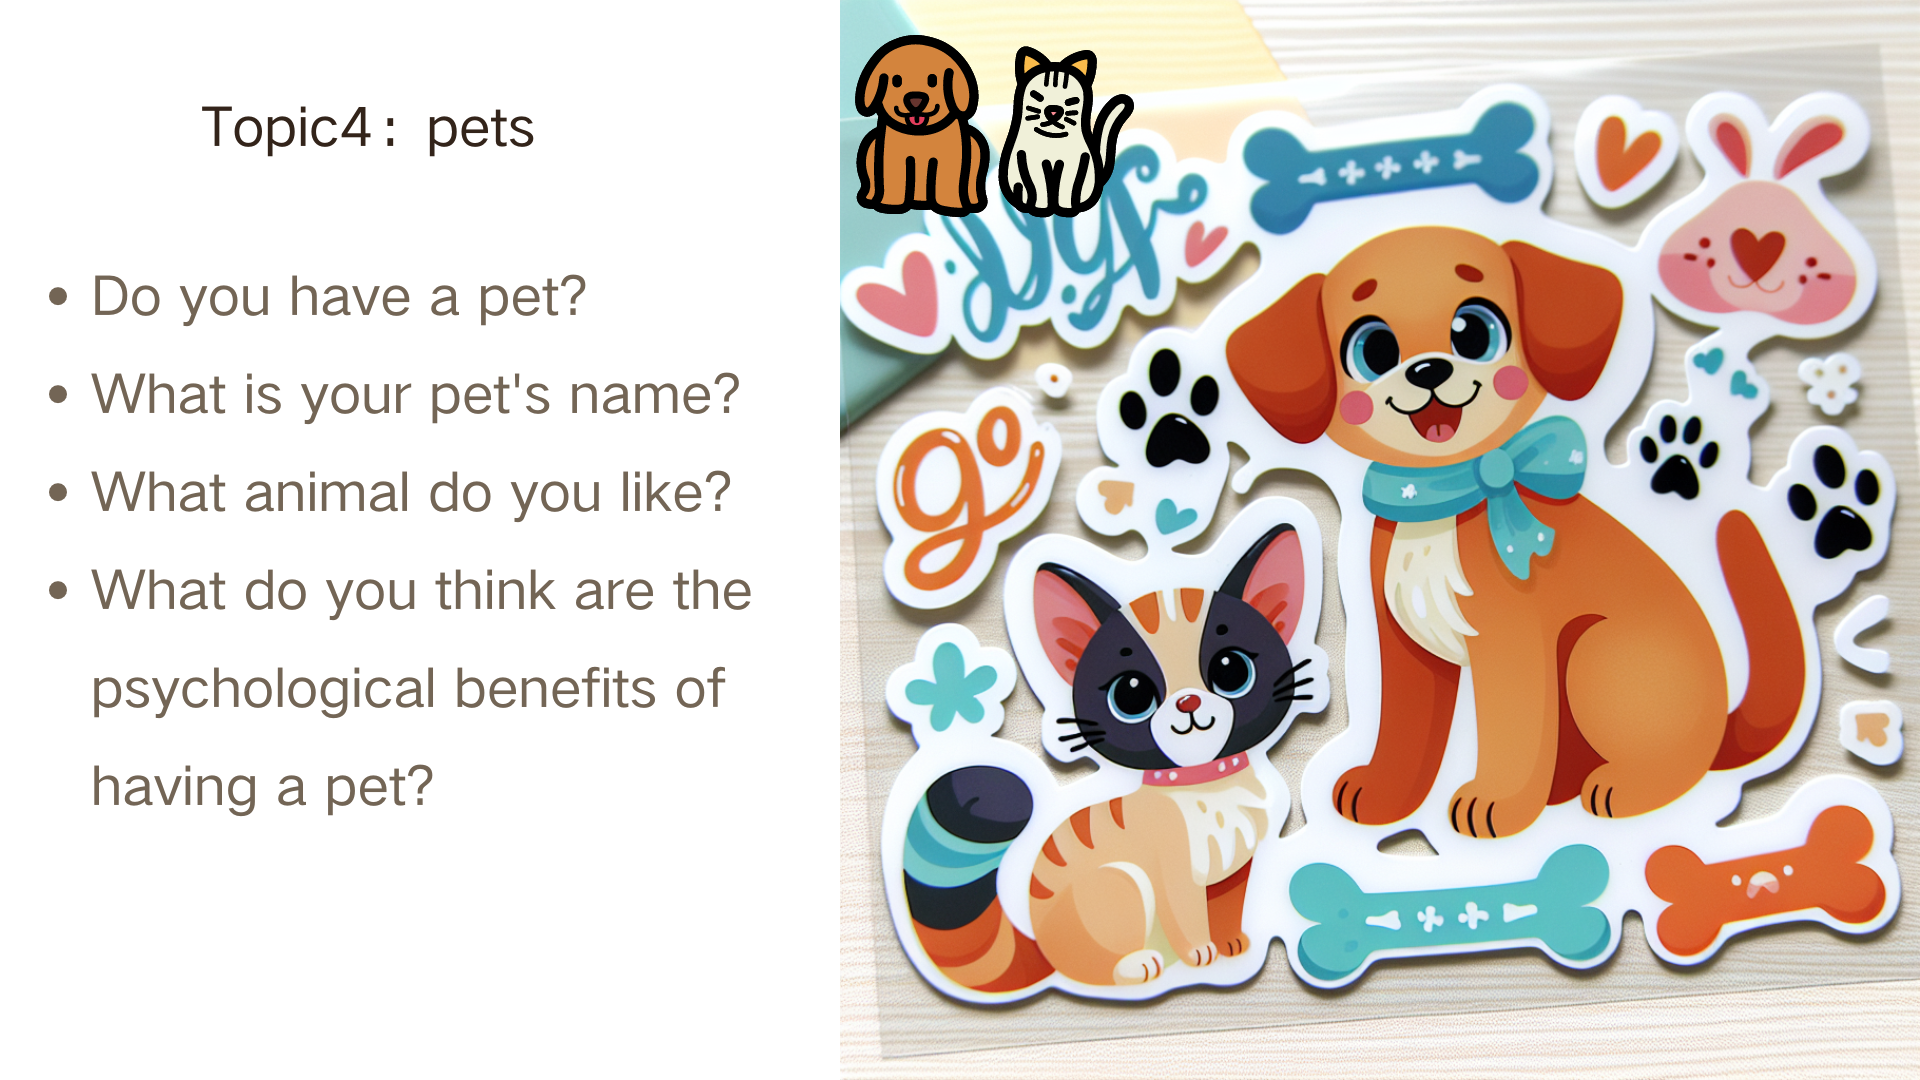 Topic4: pets
• Do you have a pet?
• What is your pet's name?
• What animal do you like?
• What do you think are the
psychological benefits of
having a pet?
go